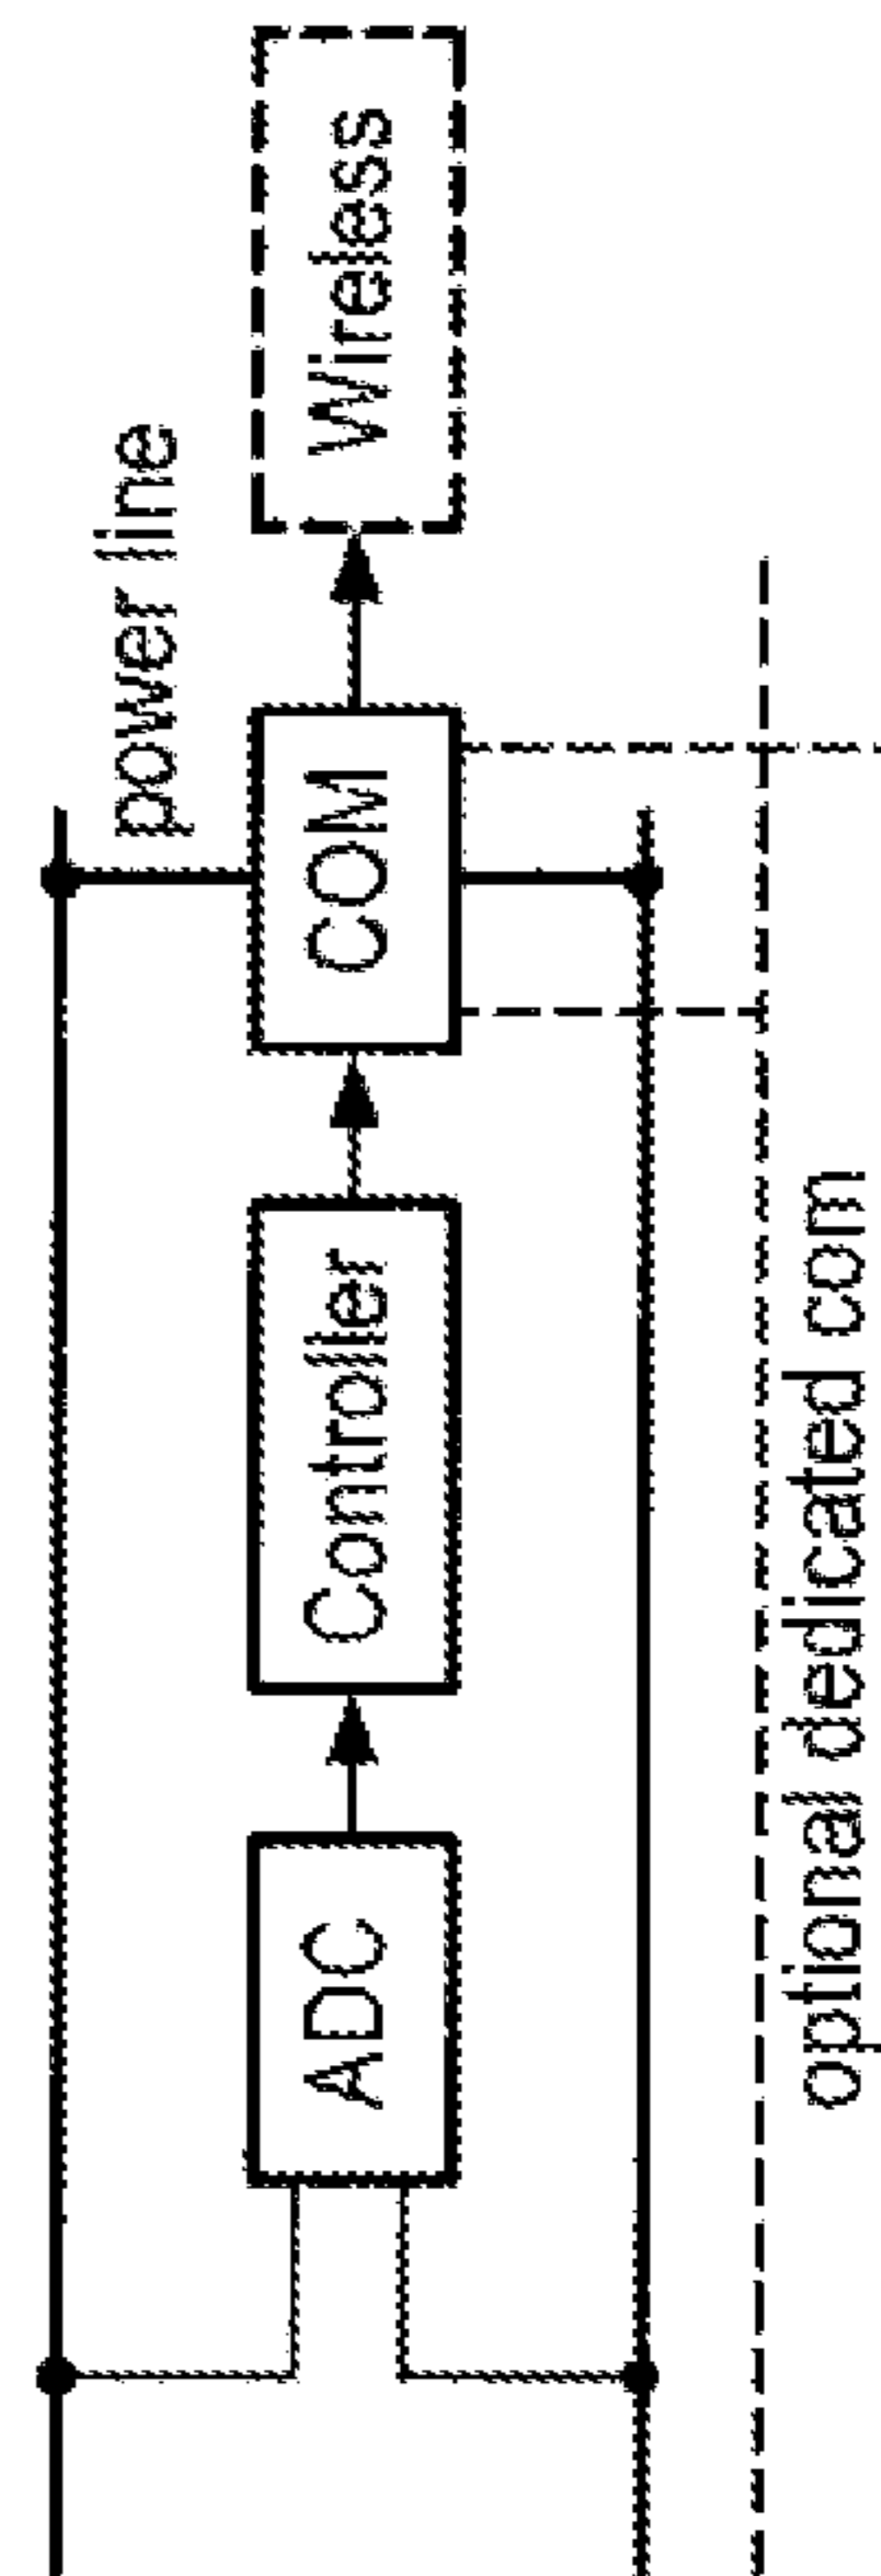 power line
ADC
Controller
COM
Wireless
optional dedicated com